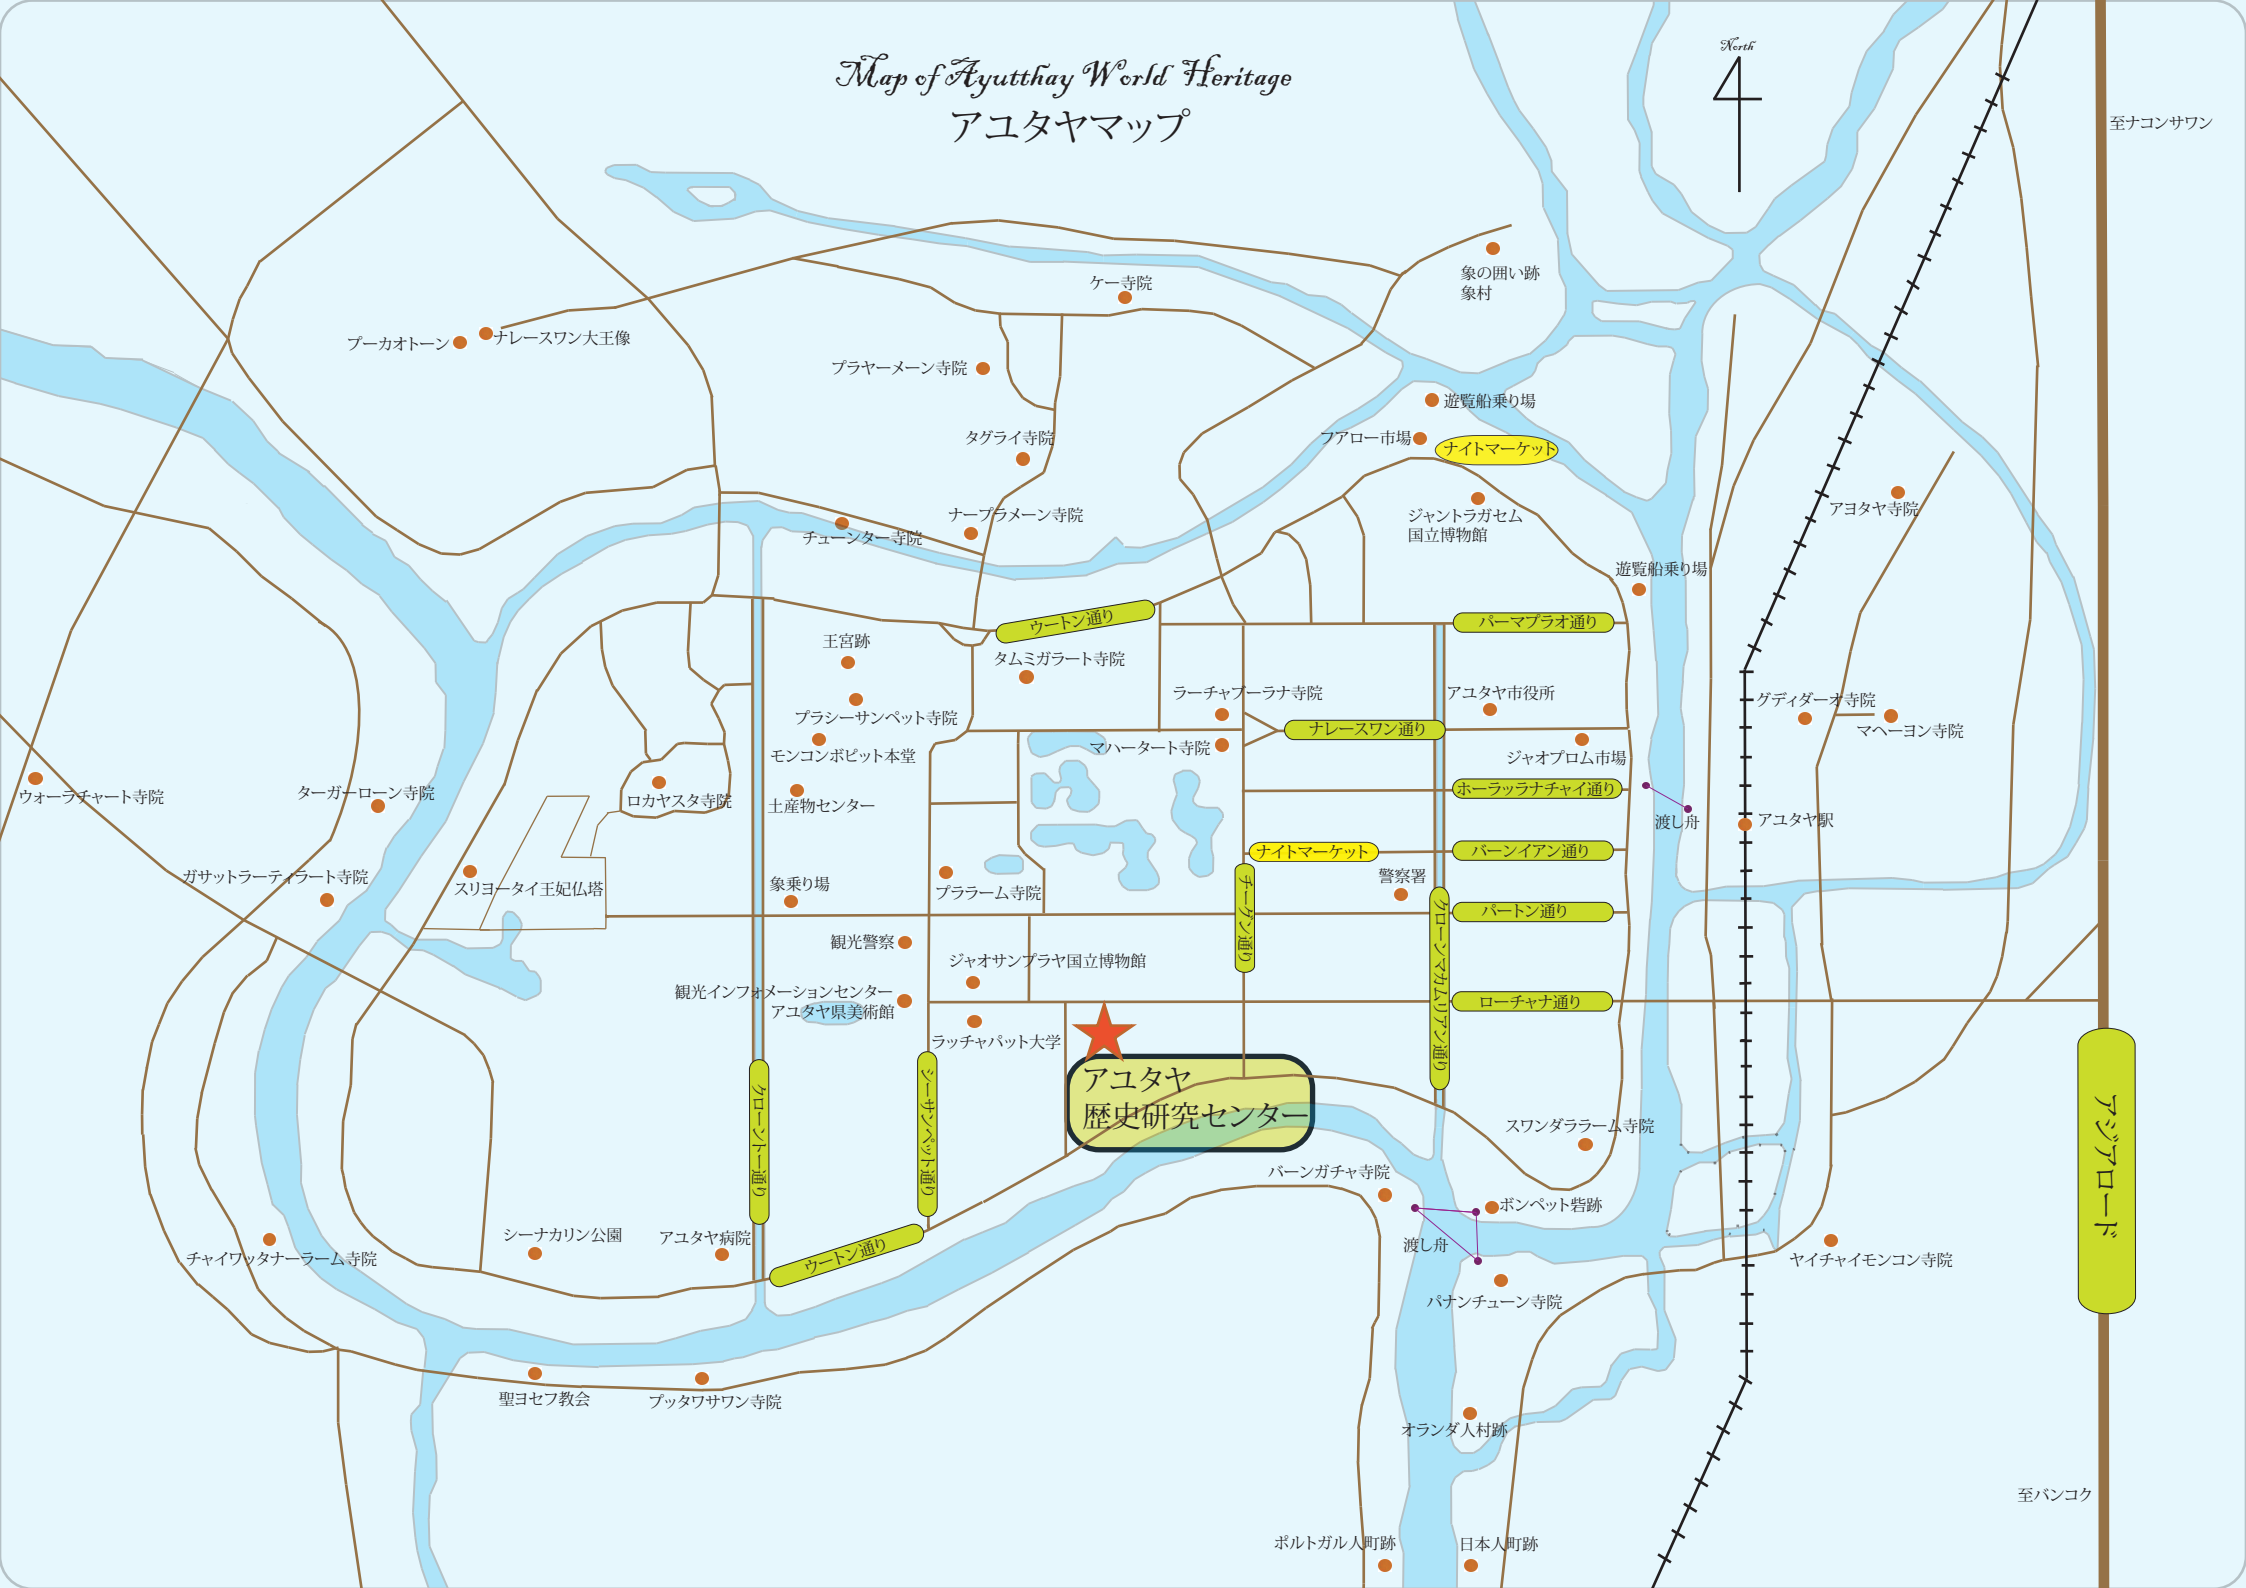 Map of Ayutthay World Heritage
アユタヤマップ
North
至ナコンサワン
象の囲い跡
象村
ケー寺院
プーカオトーン
ナレースワン大王像
プラヤーメーン寺院
遊覧船乗り場
フアロー市場
ナイトマーケット
タグライ寺院
アヨタヤ寺院
ナープラメーン寺院
ジャントラガセム
国立博物館
チューンター寺院
遊覧船乗り場
ウートン通り
パーマプラオ通り
王宮跡
タムミガラート寺院
ラーチャブーラナ寺院
アユタヤ市役所
グディダーオ寺院
プラシーサンペット寺院
ナレースワン通り
マヘーヨン寺院
モンコンボピット本堂
マハータート寺院
ジャオプロム市場
ウォーラチャート寺院
ターガーローン寺院
ロカヤスタ寺院
土産物センター
ホーラッラナチャイ通り
渡し舟
アユタヤ駅
ナイトマーケット
バーンイアン通り
ガサットラーティラート寺院
スリヨータイ王妃仏塔
象乗り場
プララーム寺院
警察署
チーグン通り
クローンマカムリアン通り
パートン通り
観光警察
ジャオサンプラヤ国立博物館
観光インフォメーションセンター
アユタヤ県美術館
ローチャナ通り
ラッチャパット大学
アユタヤ
歴史研究センター
クローントー通り
シーサンペット通り
アジアロード
スワンダララーム寺院
バーンガチャ寺院
ボンペット砦跡
チャイワッタナーラーム寺院
シーナカリン公園
アユタヤ病院
ウートン通り
渡し舟
ヤイチャイモンコン寺院
パナンチューン寺院
聖ヨセフ教会
プッタワサワン寺院
オランダ人村跡
至バンコク
ポルトガル人町跡
日本人町跡